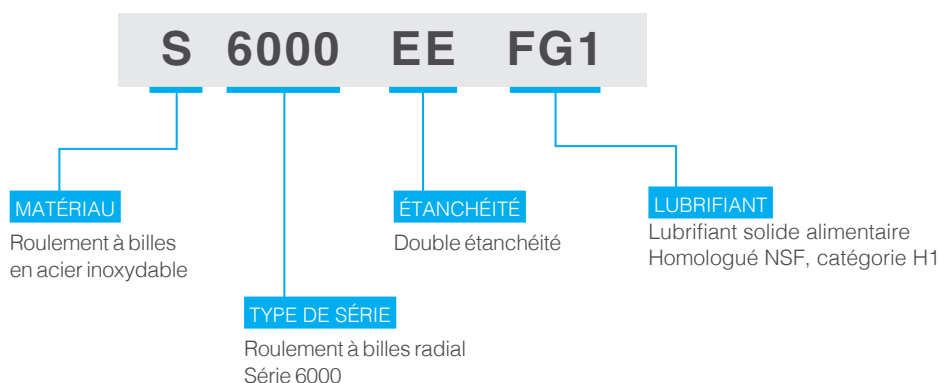 S 6000 EE FG1
MATÉRIAU
Roulement à billes
en acier inoxydable
TYPE DE SÉRIE
Roulement à billes radial
Série 6000
ÉTANCHÉITÉ
Double étanchéité
LUBRIFIANT
Lubrifiant solide alimentaire
Homologué NSF, catégorie H1